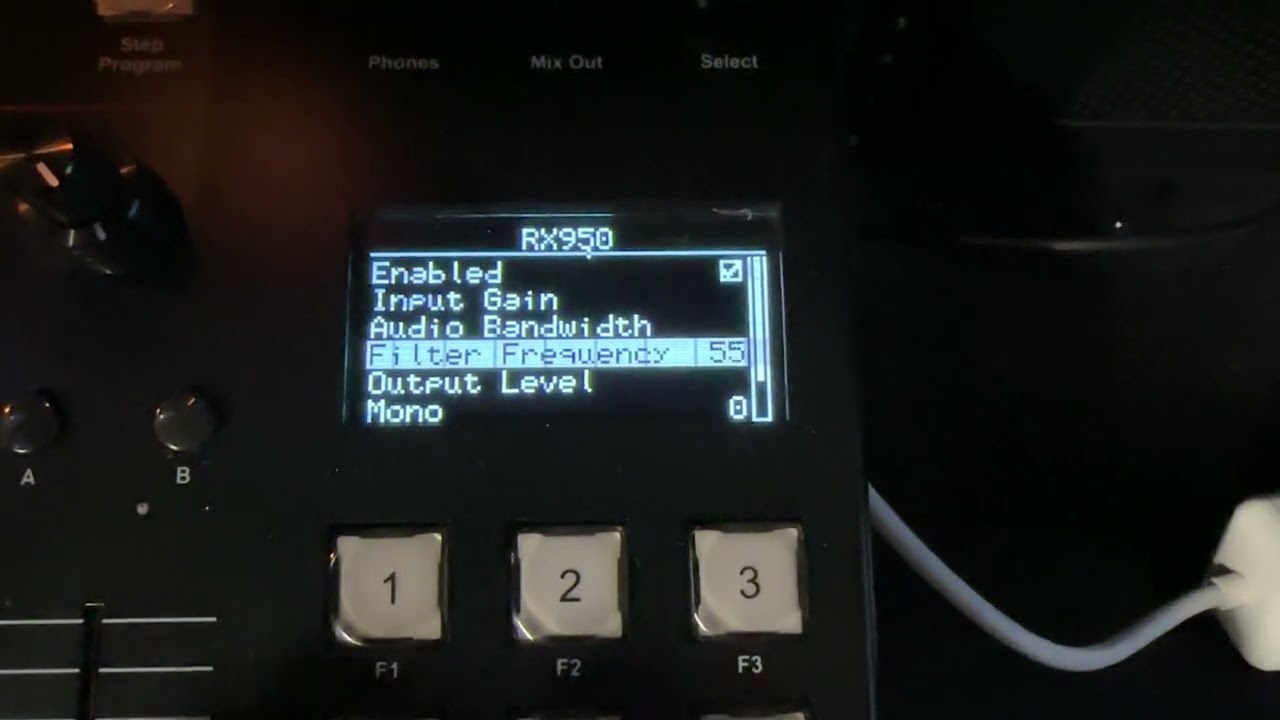 Step
Program
Phones
Mix Out
Select
RX950
Enabled
Input Gain
Audio Bandwidth
Filter Frequency 55
Output Level
Mono 0
A
B
1
2
3
F1
F2
F3